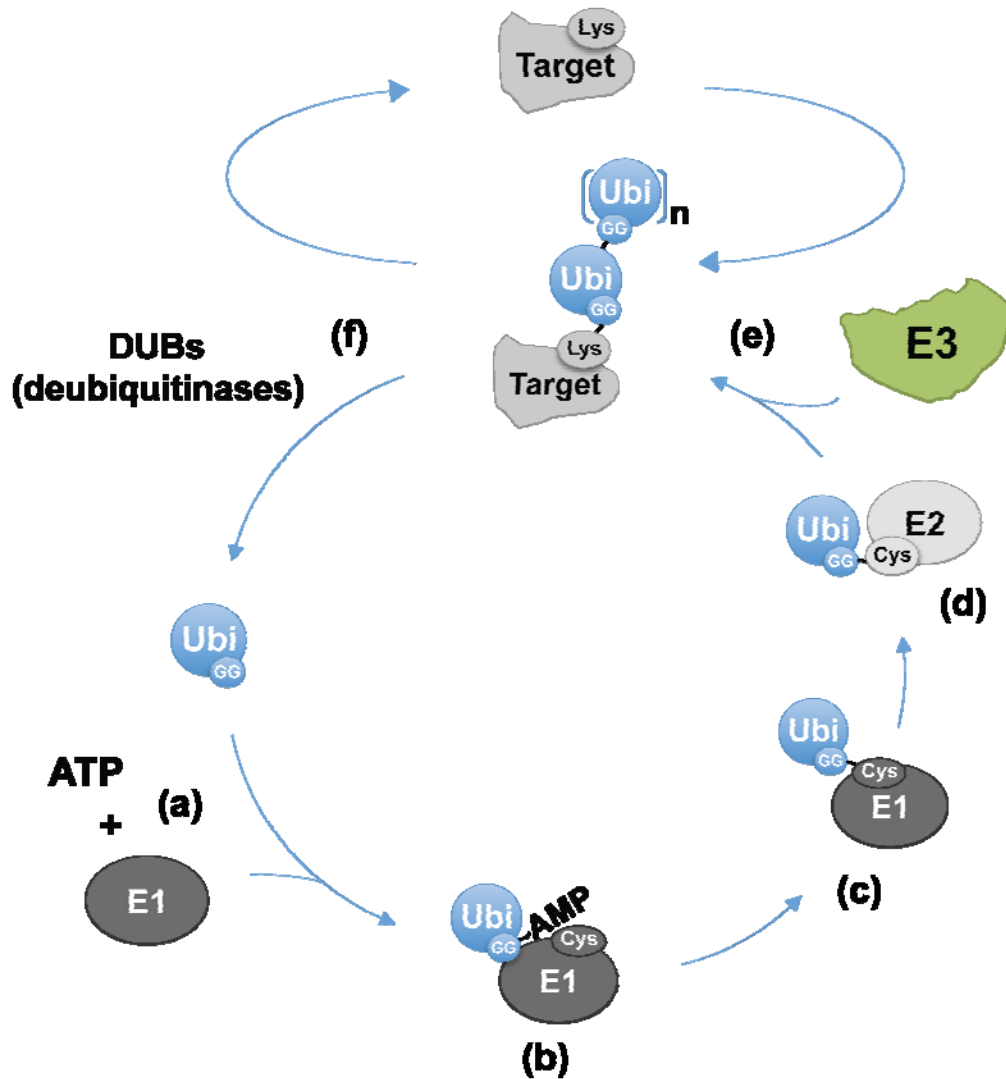 Lys
Target
Ubi
n
GG
Ubi
GG
Lys
Target
(f)
DUBs
(deubiquitinases)
(e)
E3
Ubi
GG
Cys
E2
(d)
Ubi
GG
ATP
+
(a)
E1
Ubi
GG
Cys
E1
(c)
Ubi
GG
~AMP
Cys
E1
(b)